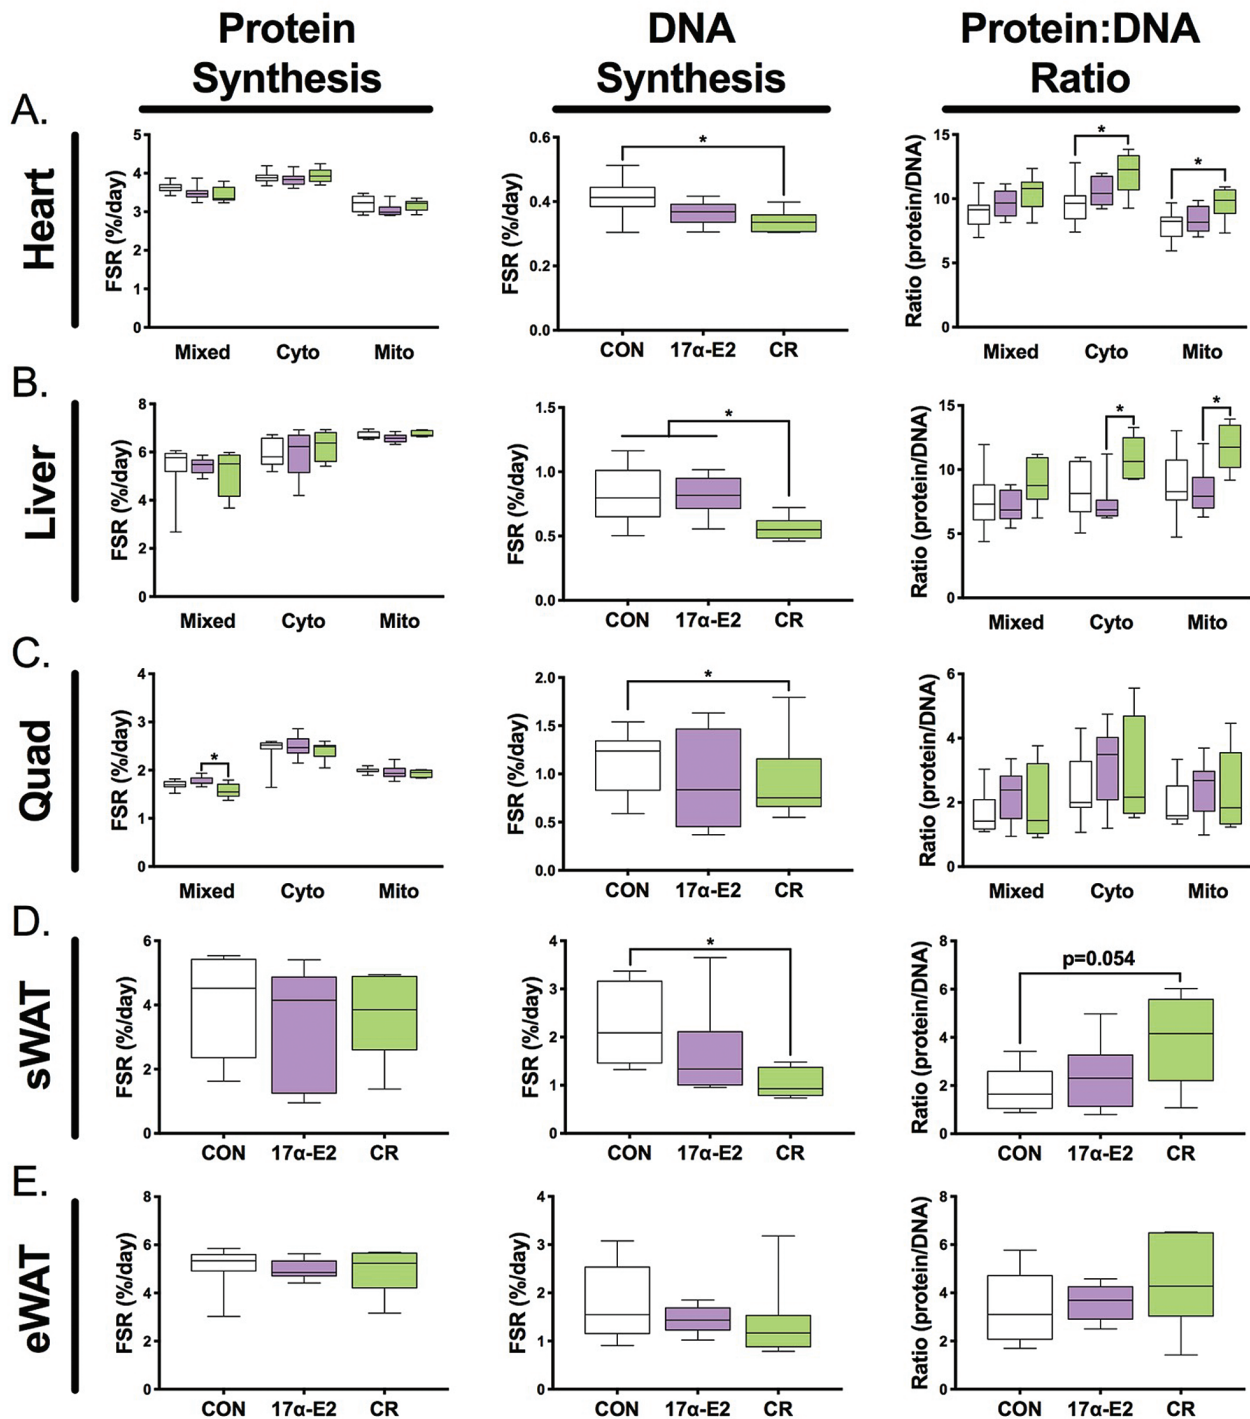 Protein
Synthesis
DNA
Synthesis
Protein:DNA
Ratio
A.
Heart
FSR (%/day)
5
4
3
2
1
0
Mixed Cyto Mito
FSR (%/day)
0.6
0.4
0.2
0.0
*
CON 17α-E2 CR
Ratio (protein/DNA)
15
10
5
0
*
*
Mixed Cyto Mito
B.
Liver
FSR (%/day)
8
6
4
2
0
Mixed Cyto Mito
FSR (%/day)
1.5
1.0
0.5
0.0
*
CON 17α-E2 CR
Ratio (protein/DNA)
15
10
5
0
*
*
Mixed Cyto Mito
C.
Quad
FSR (%/day)
4
3
2
1
0
*
Mixed Cyto Mito
FSR (%/day)
2.0
1.5
1.0
0.5
0.0
*
CON 17α-E2 CR
Ratio (protein/DNA)
6
4
2
0
Mixed Cyto Mito
D.
sWAT
FSR (%/day)
6
4
2
0
CON 17α-E2 CR
FSR (%/day)
4
3
2
1
0
*
CON 17α-E2 CR
Ratio (protein/DNA)
8
6
4
2
0
p=0.054
CON 17α-E2 CR
E.
eWAT
FSR (%/day)
8
6
4
2
0
CON 17α-E2 CR
FSR (%/day)
4
3
2
1
0
CON 17α-E2 CR
Ratio (protein/DNA)
8
6
4
2
0
CON 17α-E2 CR